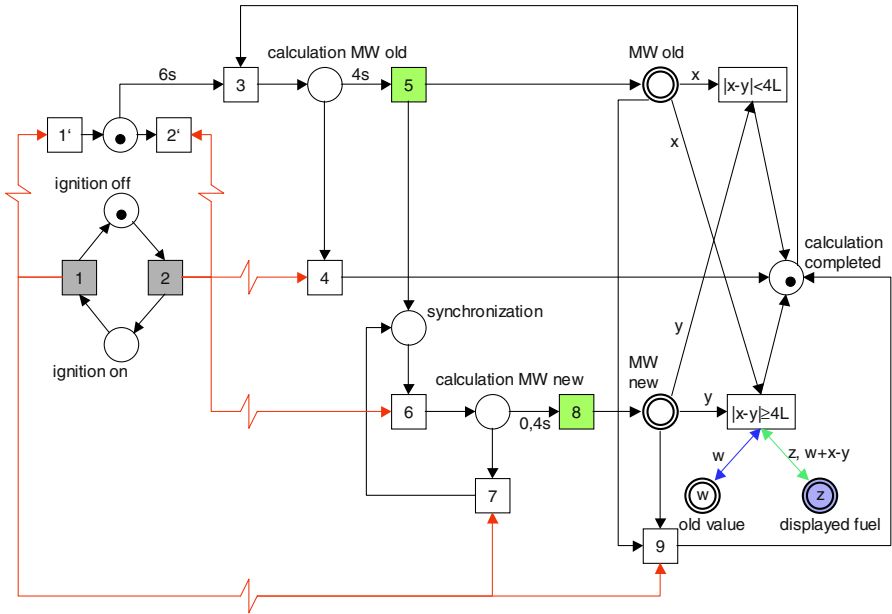 calculation MW old
MW old
6s
3
4s
5
x
|x-y|<4L
1‘
2‘
x
ignition off
1
2
4
calculation
completed
ignition on
synchronization
y
calculation MW new
MW
new
6
0,4s
8
y
|x-y|≥4L
w
z, w+x-y
7
w
z
old value
displayed fuel
9